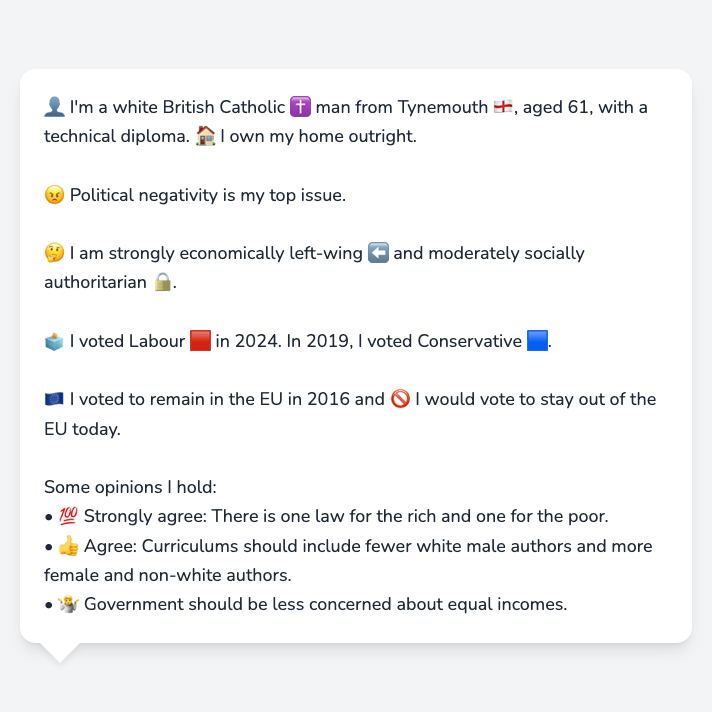 👤 I'm a white British Catholic ✝️ man from Tynemouth 🏴󠁧󠁢󠁥󠁮󠁧󠁿, aged 61, with a
technical diploma. 🏠 I own my home outright.
😠 Political negativity is my top issue.
🤔 I am strongly economically left-wing ⬅️ and moderately socially
authoritarian 🔒.
🗳️ I voted Labour 🟥 in 2024. In 2019, I voted Conservative 🟦.
🇪🇺 I voted to remain in the EU in 2016 and 🚫 I would vote to stay out of the
EU today.
Some opinions I hold:
• 💯 Strongly agree: There is one law for the rich and one for the poor.
• 👍 Agree: Curriculums should include fewer white male authors and more
female and non-white authors.
• 🤷 Government should be less concerned about equal incomes.